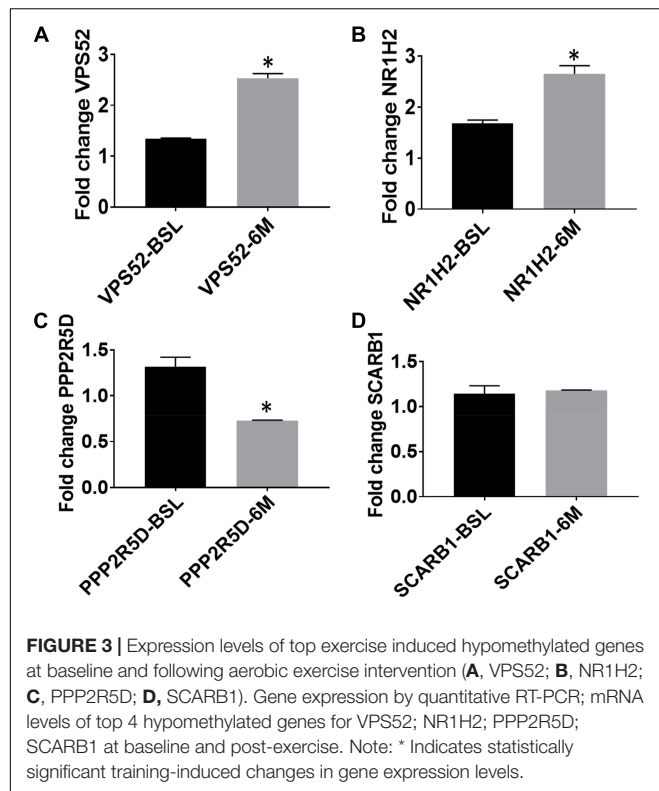 A
Fold change VPS52
3
2
1
0
*
VPS52-BSL
VPS52-6M
B
Fold change NR1H2
3
2
1
0
*
NR1H2-BSL
NR1H2-6M
C
Fold change PPP2R5D
1.5
1.0
0.5
0.0
*
PPP2R5D-BSL
PPP2R5D-6M
D
Fold change SCARB1
1.5
1.0
0.5
0.0
SCARB1-BSL
SCARB1-6M
FIGURE 3 | Expression levels of top exercise induced hypomethylated genes
at baseline and following aerobic exercise intervention (A, VPS52; B, NR1H2;
C, PPP2R5D; D, SCARB1). Gene expression by quantitative RT-PCR; mRNA
levels of top 4 hypomethylated genes for VPS52; NR1H2; PPP2R5D;
SCARB1 at baseline and post-exercise. Note: * Indicates statistically
significant training-induced changes in gene expression levels.